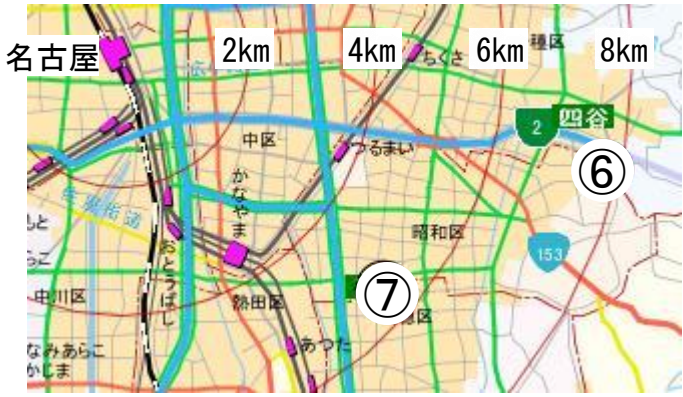 名古屋
2km
4km
6km
8km
ちくさ
種区
四谷
2
中区
つるまい
⑥
かなやま
昭和区
153
おとうばし
⑦
中川区
熱田区
なみあらこ
かじま
あつた